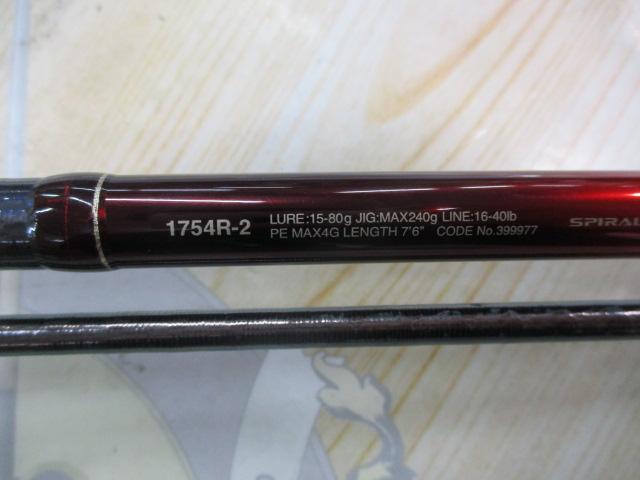 1754R-2
LURE:15-80g JIG:MAX240g LINE:16-40lb
PE MAX4G LENGTH 7'6" CODE No.399977
SPIRAL